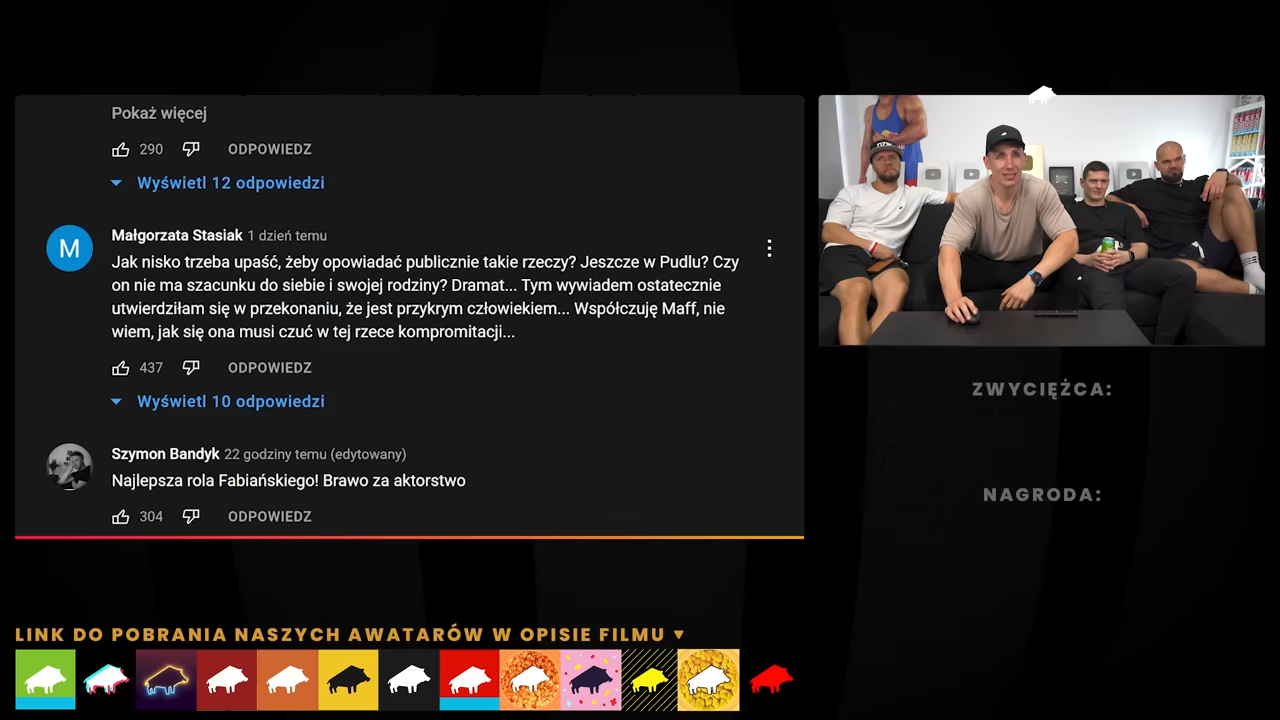 Pokaż więcej
290 ODPOWIEDZ
Wyświetl 12 odpowiedzi
M
Małgorzata Stasiak 1 dzień temu
Jak nisko trzeba upaść, żeby opowiadać publicznie takie rzeczy? Jeszcze w Pudlu? Czy
on nie ma szacunku do siebie i swojej rodziny? Dramat... Tym wywiadem ostatecznie
utwierdziłam się w przekonaniu, że jest przykrym człowiekiem... Współczuję Maff, nie
wiem, jak się ona musi czuć w tej rzece kompromitacji...
437 ODPOWIEDZ
Wyświetl 10 odpowiedzi
Szymon Bandyk 22 godziny temu (edytowany)
Najlepsza rola Fabiańskiego! Brawo za aktorstwo
304 ODPOWIEDZ
ZWYCIĘZCA:
NAGRODA:
LINK DO POBRANIA NASZYCH AWATARÓW W OPISIE FILMU ▼